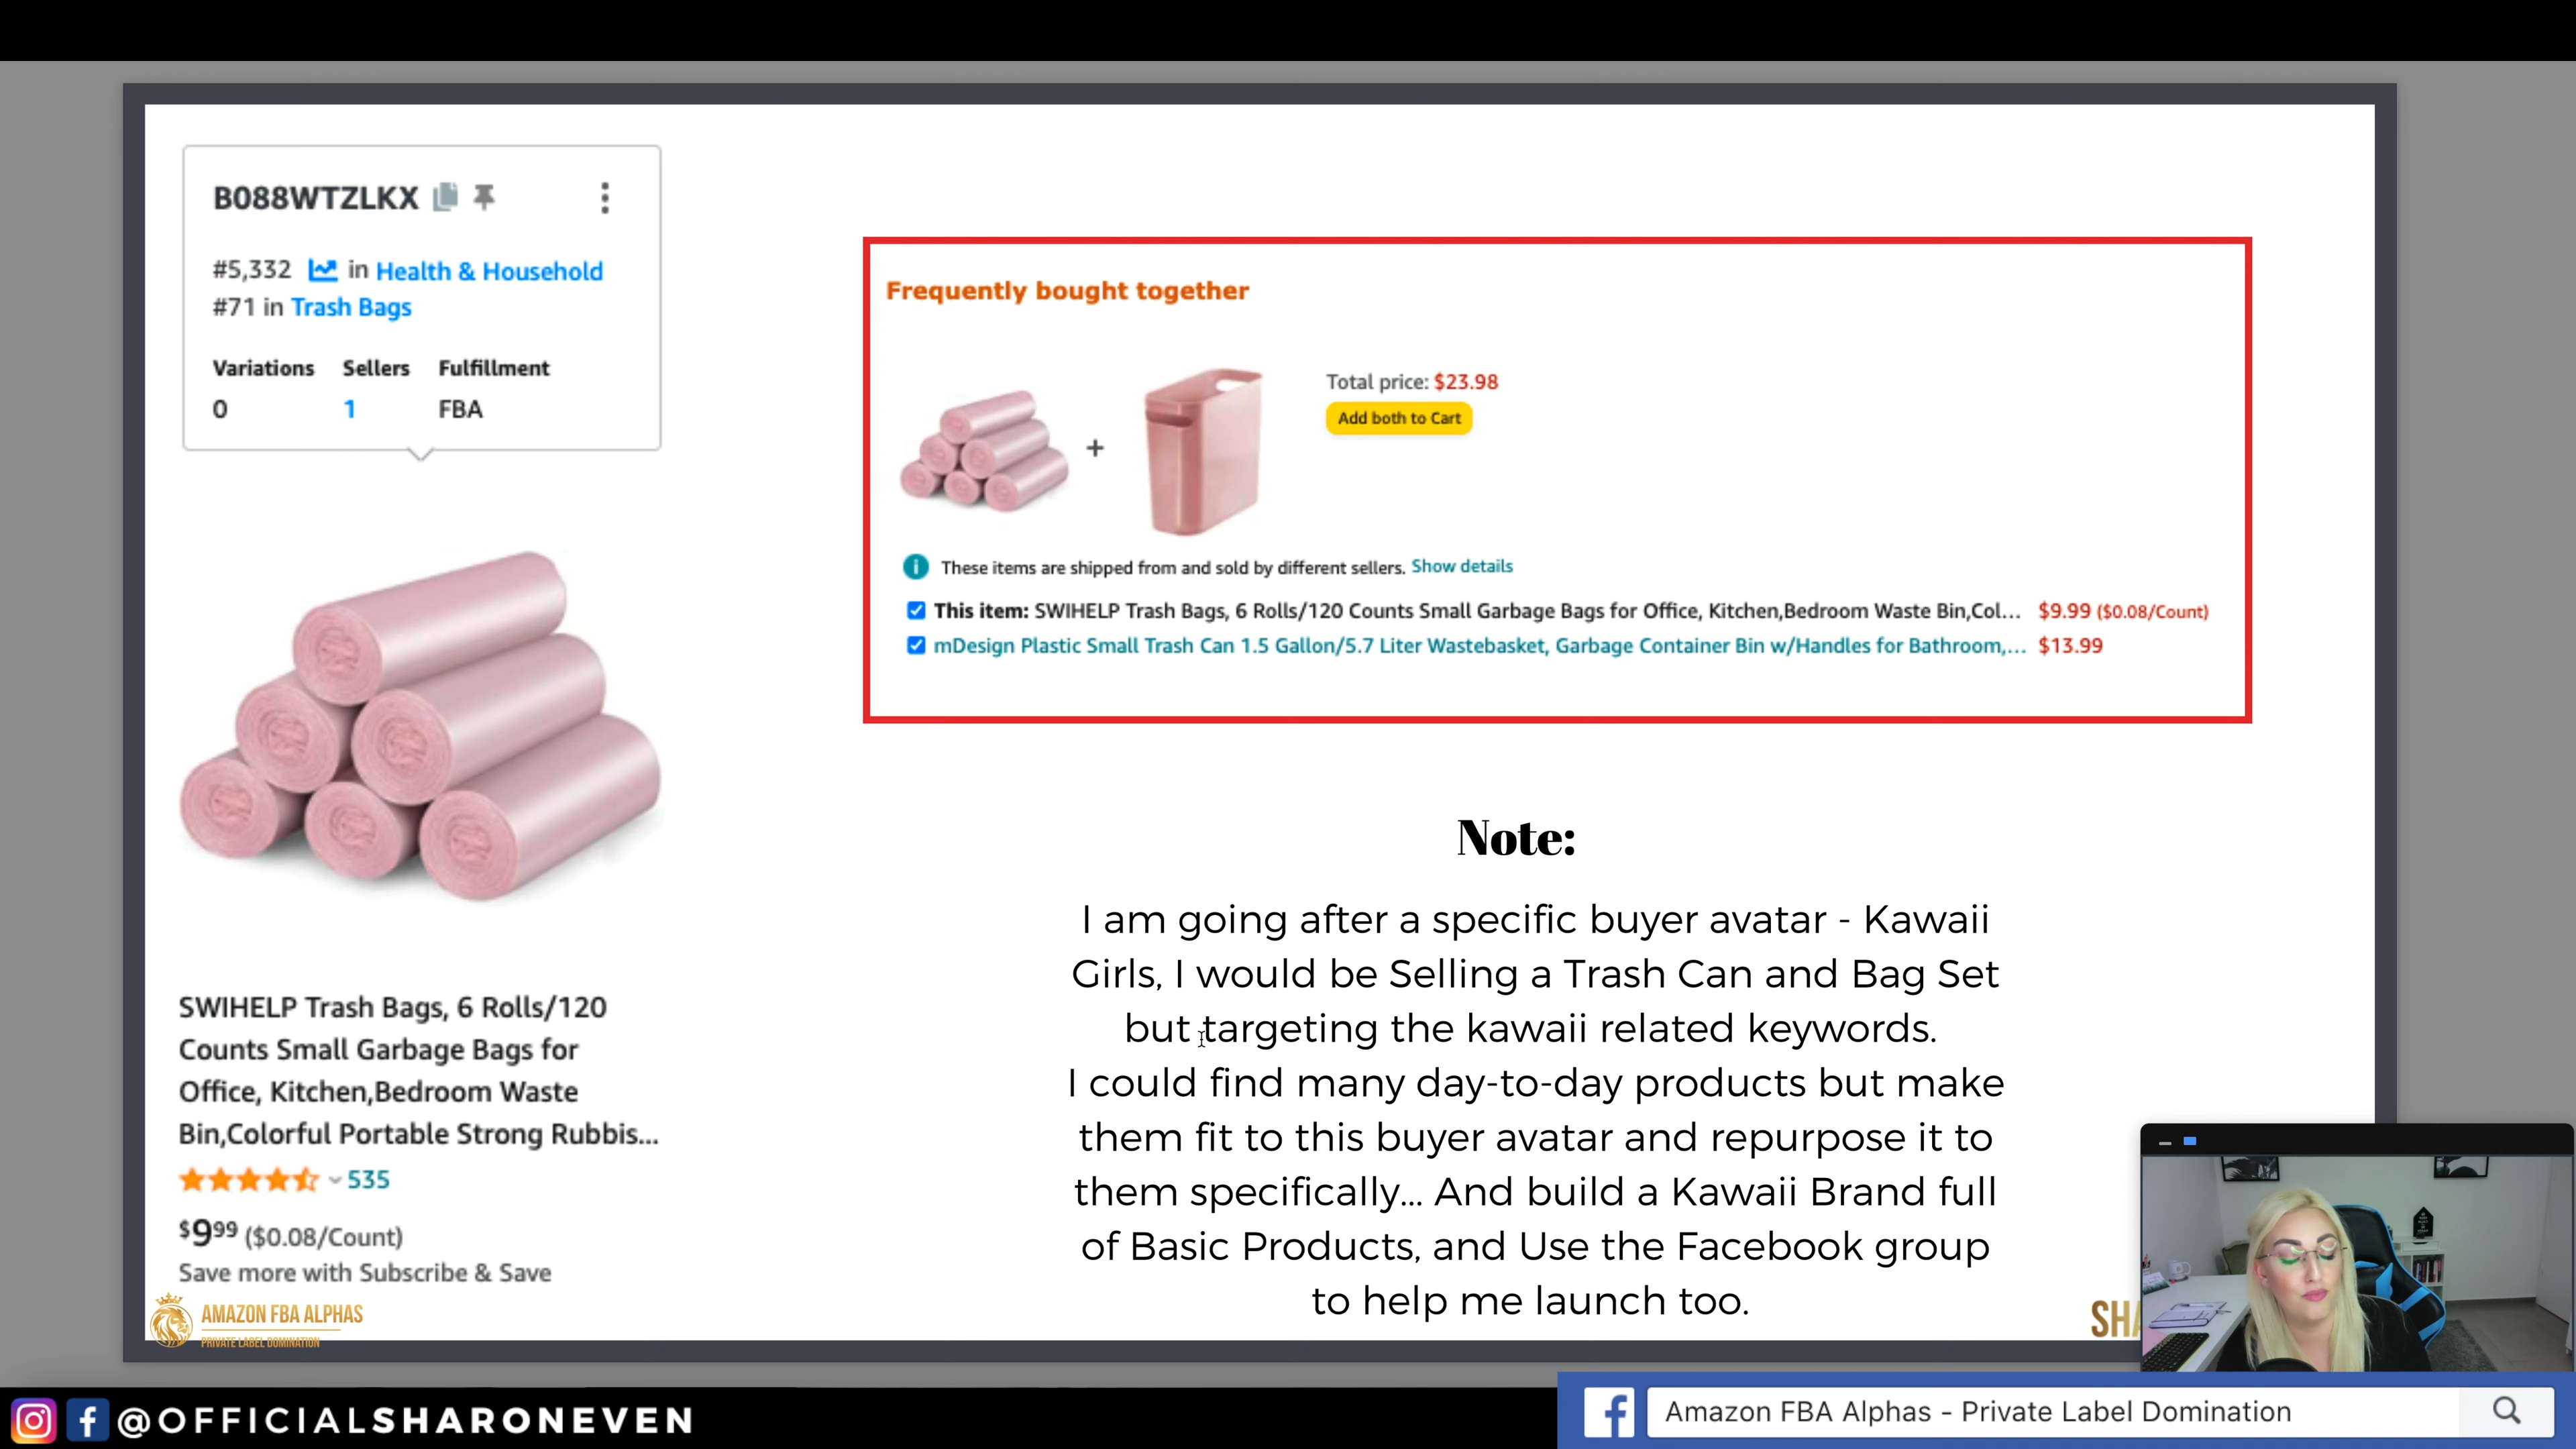 B088WTZLKX
#5,332 in Health & Household
#71 in Trash Bags
Variations Sellers Fulfillment
0 1 FBA
SWIHELP Trash Bags, 6 Rolls/120
Counts Small Garbage Bags for
Office, Kitchen,Bedroom Waste
Bin,Colorful Portable Strong Rubbis...
535
$9.99 ($0.08/Count)
Save more with Subscribe & Save
AMAZON FBA ALPHAS
PRIVATE LABEL DOMINATION
Frequently bought together
+
Total price: $23.98
Add both to Cart
These items are shipped from and sold by different sellers. Show details
This item: SWIHELP Trash Bags, 6 Rolls/120 Counts Small Garbage Bags for Office, Kitchen,Bedroom Waste Bin,Col... $9.99 ($0.08/Count)
mDesign Plastic Small Trash Can 1.5 Gallon/5.7 Liter Wastebasket, Garbage Container Bin w/Handles for Bathroom,... $13.99
Note:
I am going after a specific buyer avatar - Kawaii
Girls, I would be Selling a Trash Can and Bag Set
but targeting the kawaii related keywords.
I could find many day-to-day products but make
them fit to this buyer avatar and repurpose it to
them specifically... And build a Kawaii Brand full
of Basic Products, and Use the Facebook group
to help me launch too.
SHA
@OFFICIALSHARONEVEN
Amazon FBA Alphas - Private Label Domination